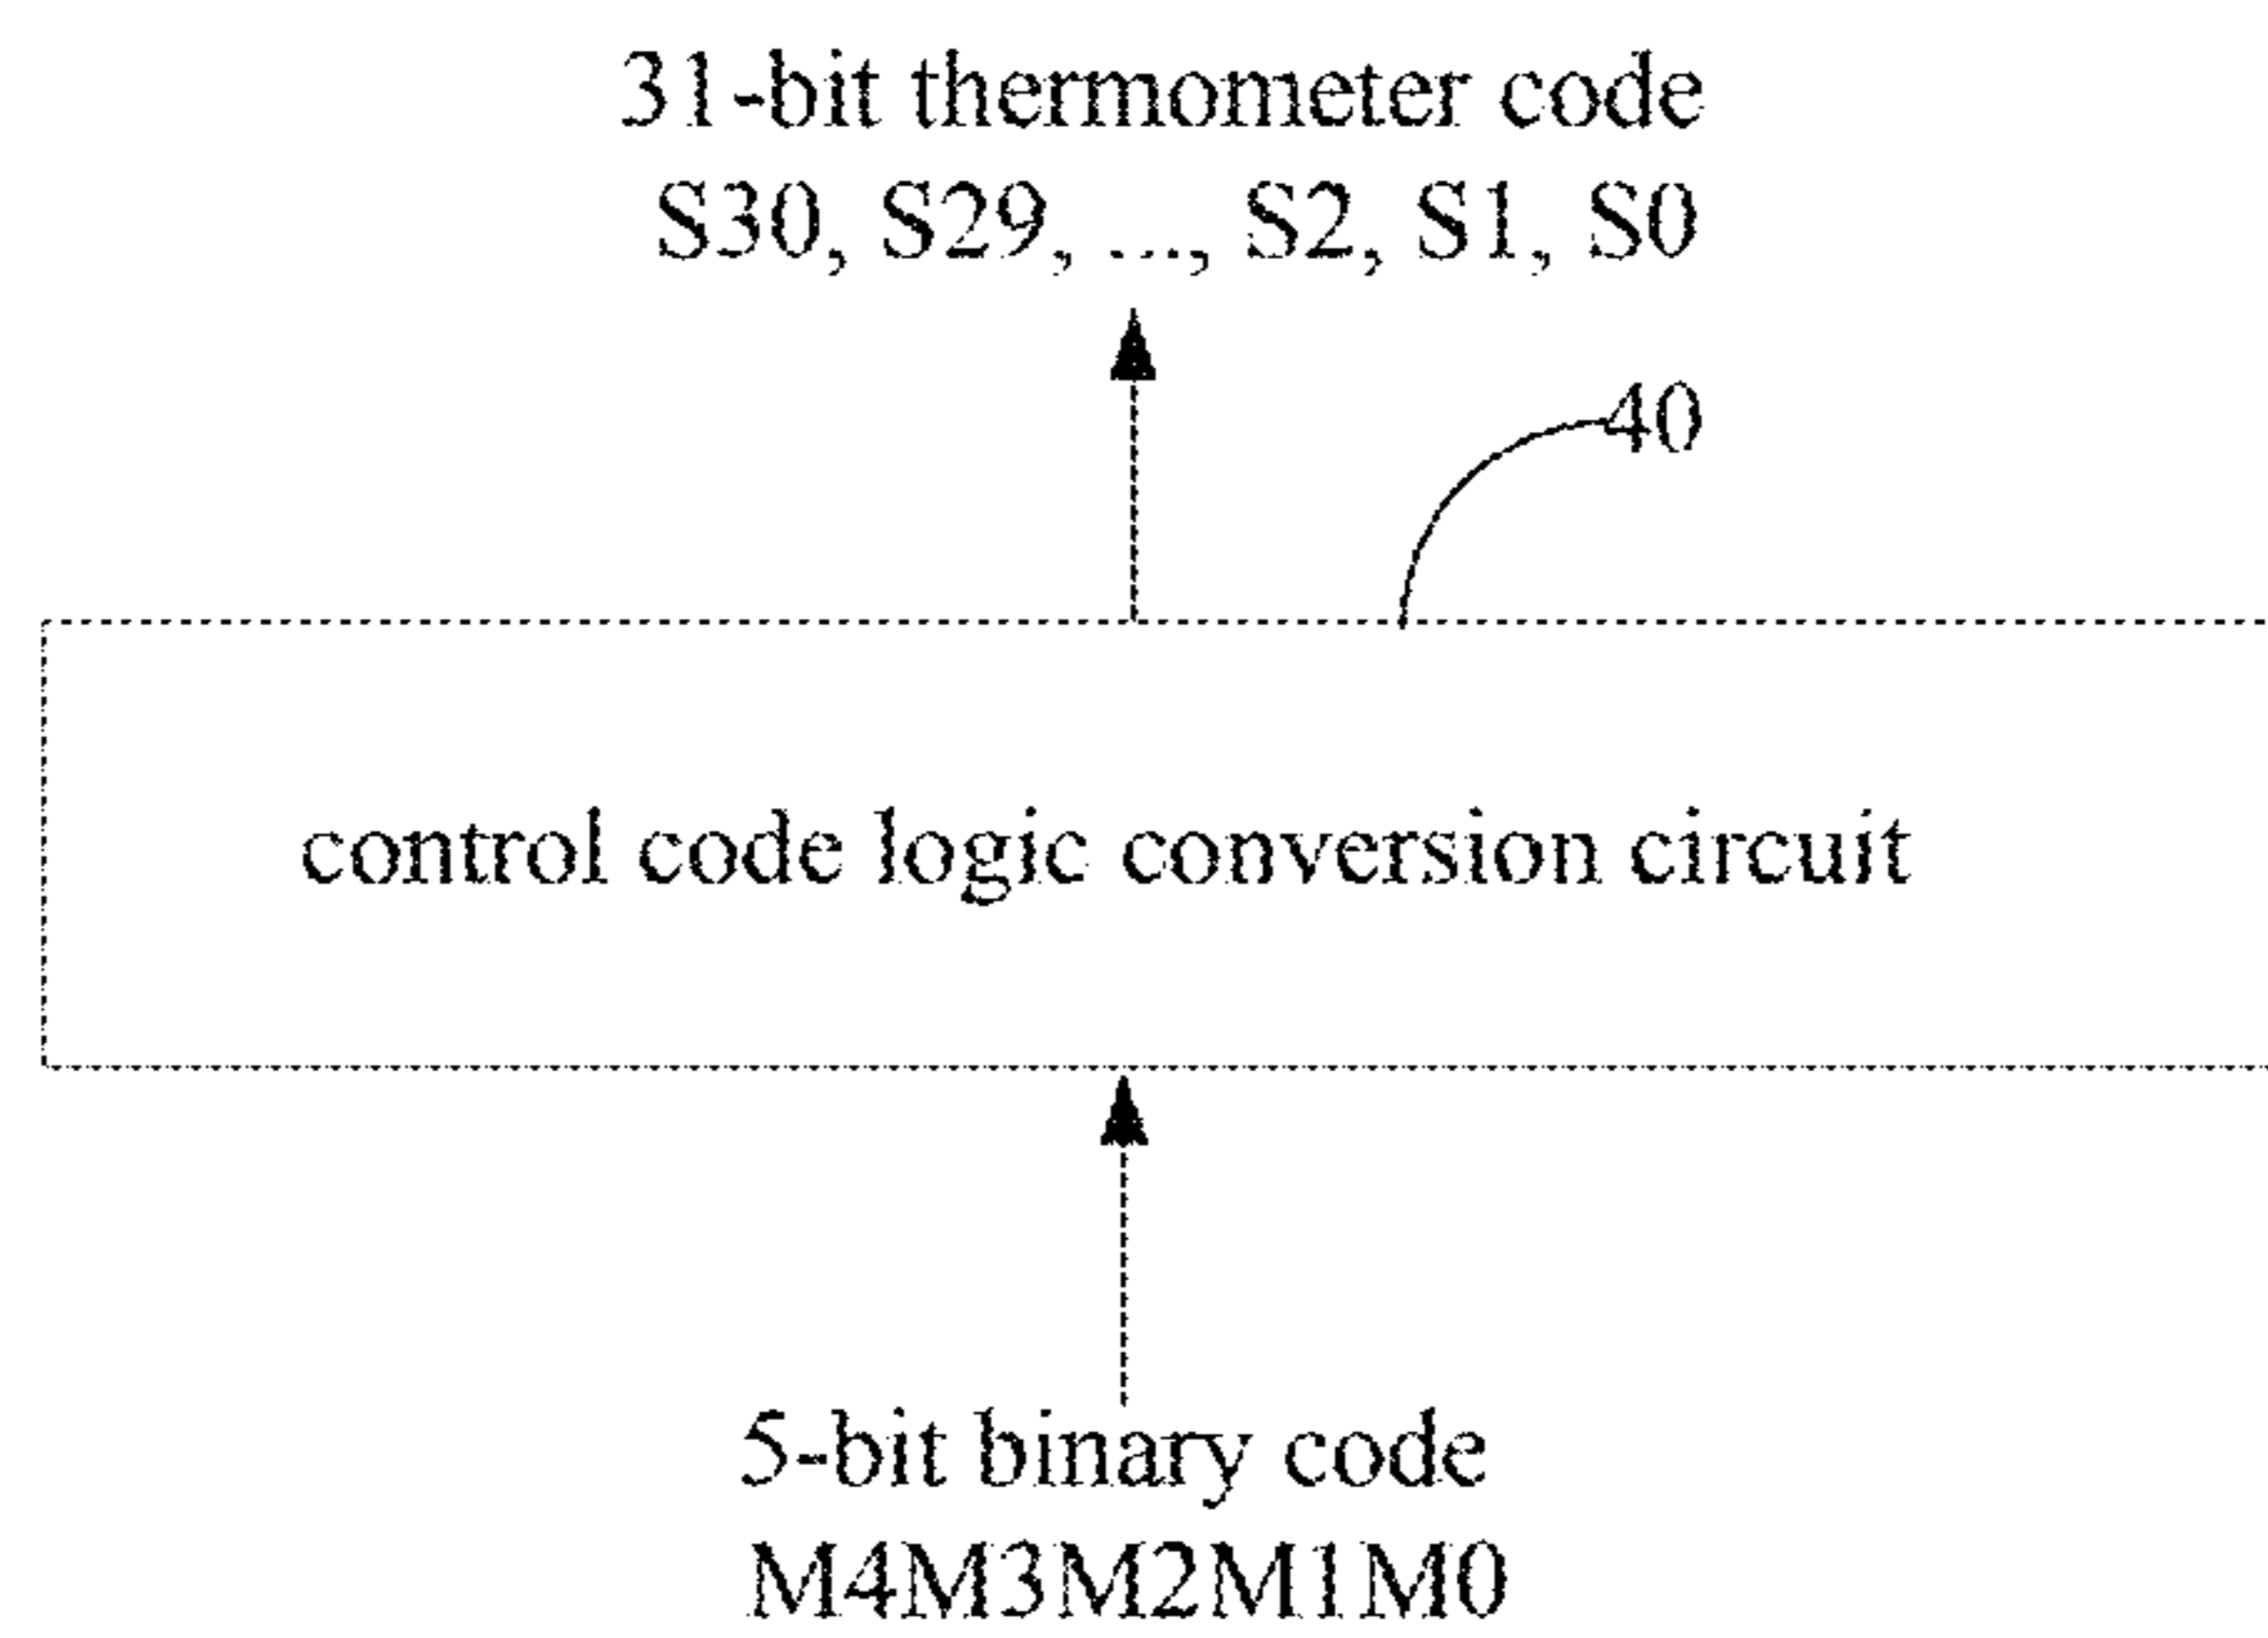 31-bit thermometer code
S30, S29, ..., S2, S1, S0
40
control code logic conversion circuit
5-bit binary code
M4M3M2M1M0